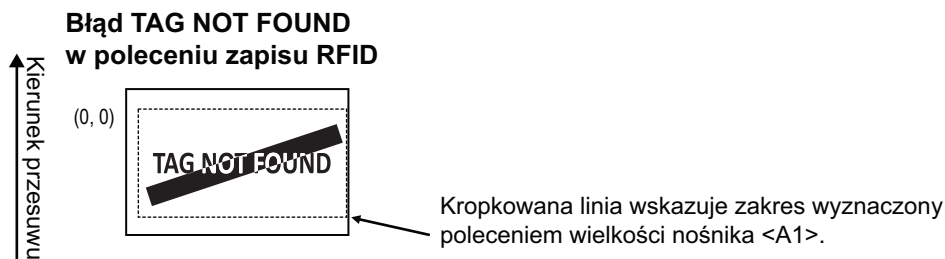 Błąd TAG NOT FOUND
w poleceniu zapisu RFID
Kierunek przesuwu
(0, 0)
TAG NOT FOUND
Kropkowana linia wskazuje zakres wyznaczony
poleceniem wielkości nośnika <A1>.